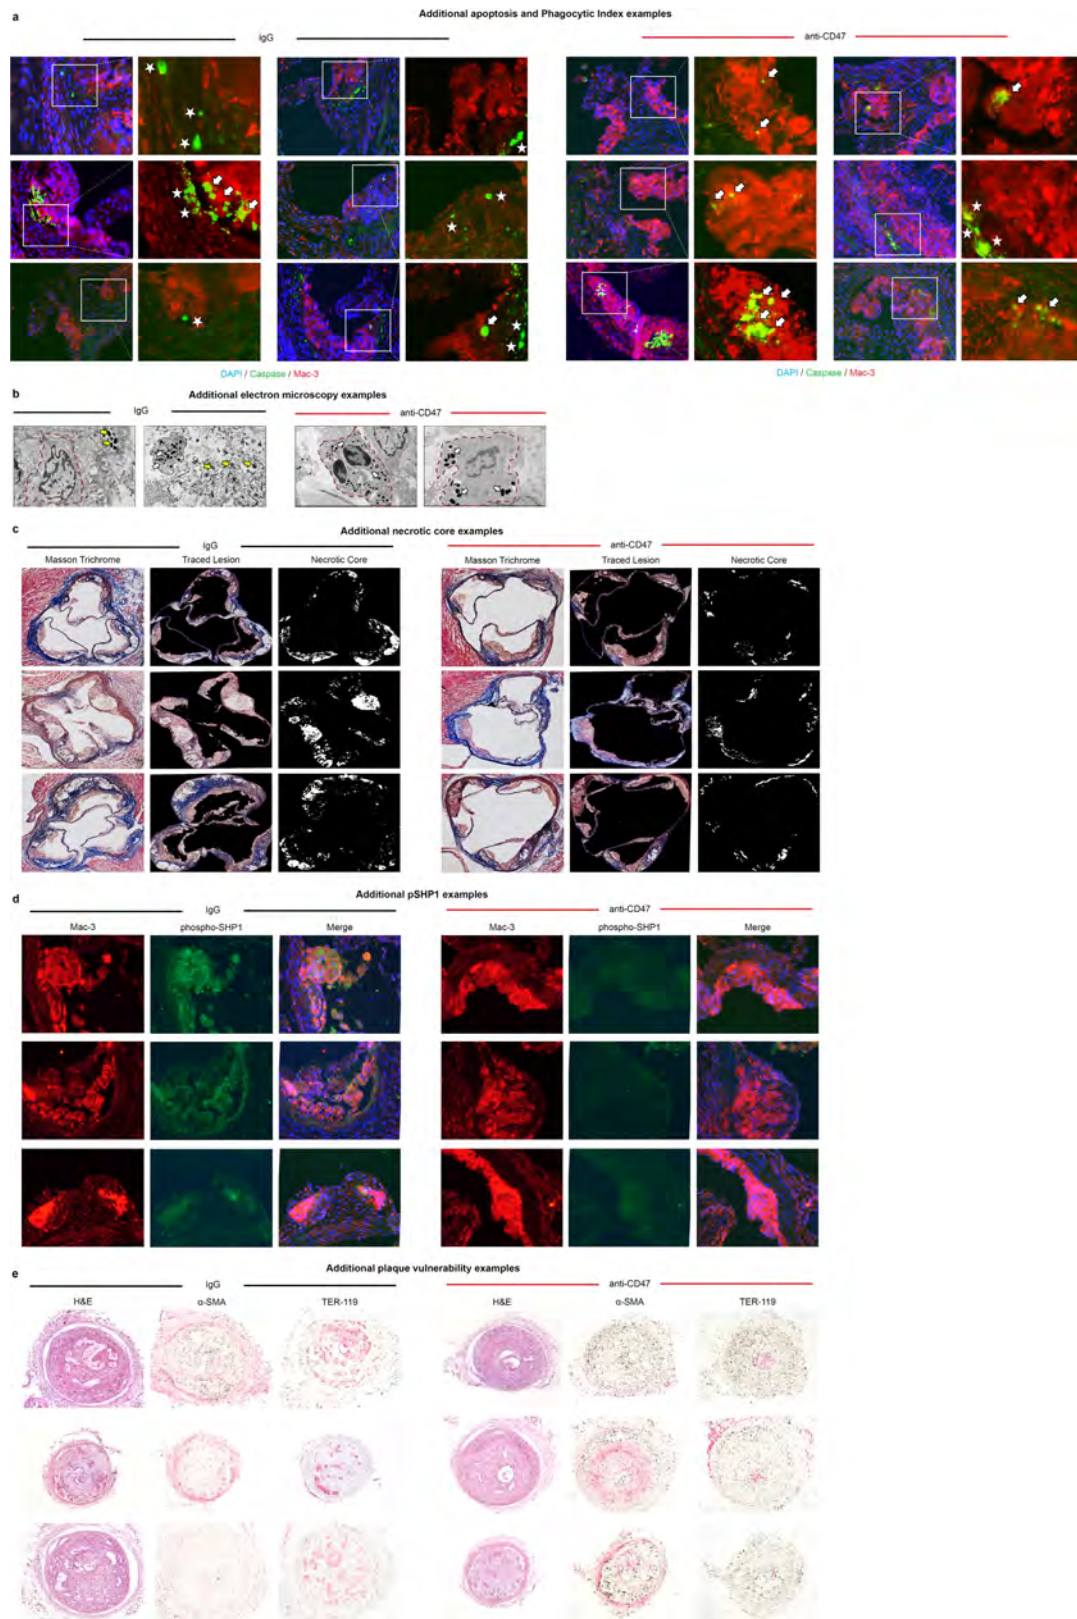 a
Additional apoptosis and Phagocytic Index examples
IgG
anti-CD47
DAPI / Caspase / Mac-3
DAPI / Caspase / Mac-3
b
Additional electron microscopy examples
IgG
anti-CD47
c
Additional necrotic core examples
IgG
anti-CD47
Masson Trichrome
Traced Lesion
Necrotic Core
Masson Trichrome
Traced Lesion
Necrotic Core
d
Additional pSHP1 examples
IgG
anti-CD47
Mac-3
phospho-SHP1
Merge
Mac-3
phospho-SHP1
Merge
e
Additional plaque vulnerability examples
IgG
anti-CD47
H&E
α-SMA
TER-119
H&E
α-SMA
TER-119